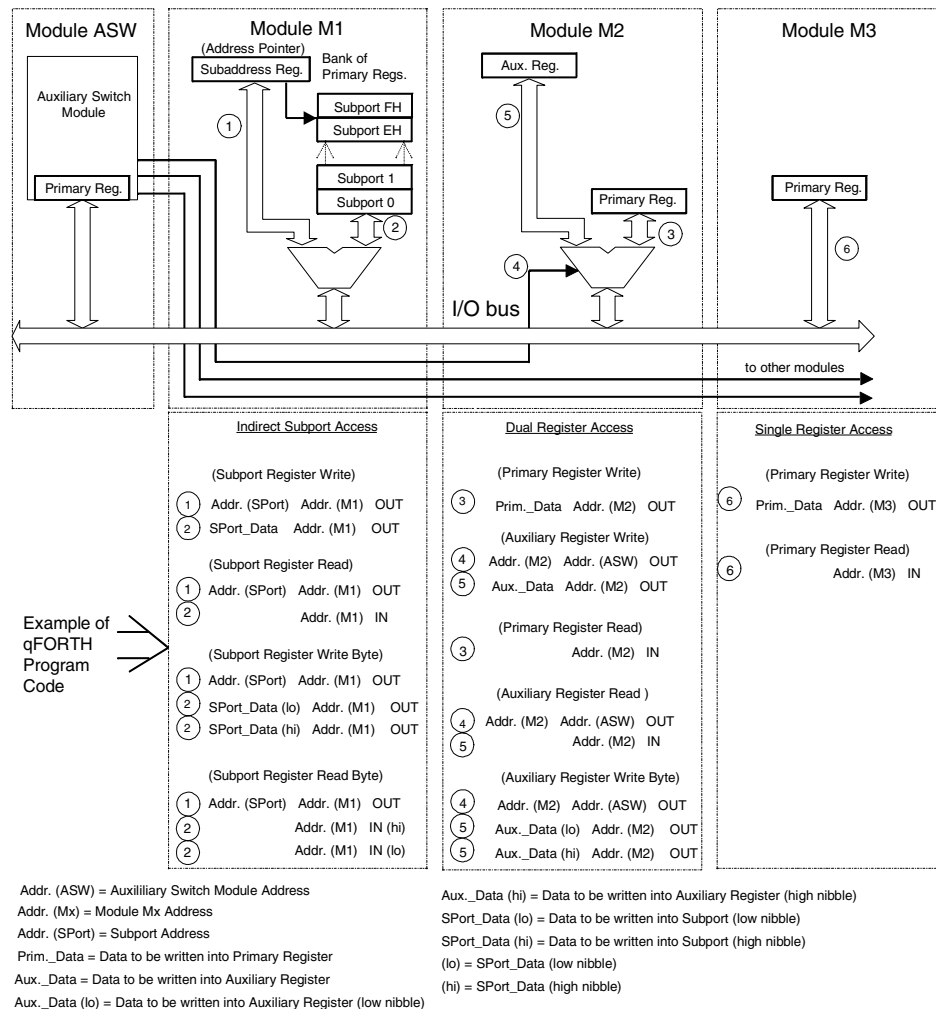 Module ASW
Auxiliary Switch
Module
Primary Reg.
Module M1
(Address Pointer)
Subaddress Reg.
Bank of
Primary Regs.
Subport FH
Subport EH
1
Subport 1
Subport 0
2
Module M2
Aux. Reg.
5
Primary Reg.
3
4
I/O bus
Module M3
Primary Reg.
6
to other modules
Example of
qFORTH
Program
Code
Indirect Subport Access
(Subport Register Write)
1 Addr. (SPort) Addr. (M1) OUT
2 SPort_Data Addr. (M1) OUT
(Subport Register Read)
1 Addr. (SPort) Addr. (M1) OUT
2 Addr. (M1) IN
(Subport Register Write Byte)
1 Addr. (SPort) Addr. (M1) OUT
2 SPort_Data (lo) Addr. (M1) OUT
2 SPort_Data (hi) Addr. (M1) OUT
(Subport Register Read Byte)
1 Addr. (SPort) Addr. (M1) OUT
2 Addr. (M1) IN (hi)
2 Addr. (M1) IN (lo)
Dual Register Access
(Primary Register Write)
3 Prim._Data Addr. (M2) OUT
(Auxiliary Register Write)
4 Addr. (M2) Addr. (ASW) OUT
5 Aux._Data Addr. (M2) OUT
(Primary Register Read)
3 Addr. (M2) IN
(Auxiliary Register Read )
4 Addr. (M2) Addr. (ASW) OUT
5 Addr. (M2) IN
(Auxiliary Register Write Byte)
4 Addr. (M2) Addr. (ASW) OUT
5 Aux._Data (lo) Addr. (M2) OUT
5 Aux._Data (hi) Addr. (M2) OUT
Single Register Access
(Primary Register Write)
6 Prim._Data Addr. (M3) OUT
(Primary Register Read)
6 Addr. (M3) IN
Addr. (ASW) = Auxililiary Switch Module Address
Addr. (Mx) = Module Mx Address
Addr. (SPort) = Subport Address
Prim._Data = Data to be written into Primary Register
Aux._Data = Data to be written into Auxiliary Register
Aux._Data (lo) = Data to be written into Auxiliary Register (low nibble)
Aux._Data (hi) = Data to be written into Auxiliary Register (high nibble)
SPort_Data (lo) = Data to be written into Subport (low nibble)
SPort_Data (hi) = Data to be written into Subport (high nibble)
(lo) = SPort_Data (low nibble)
(hi) = SPort_Data (high nibble)